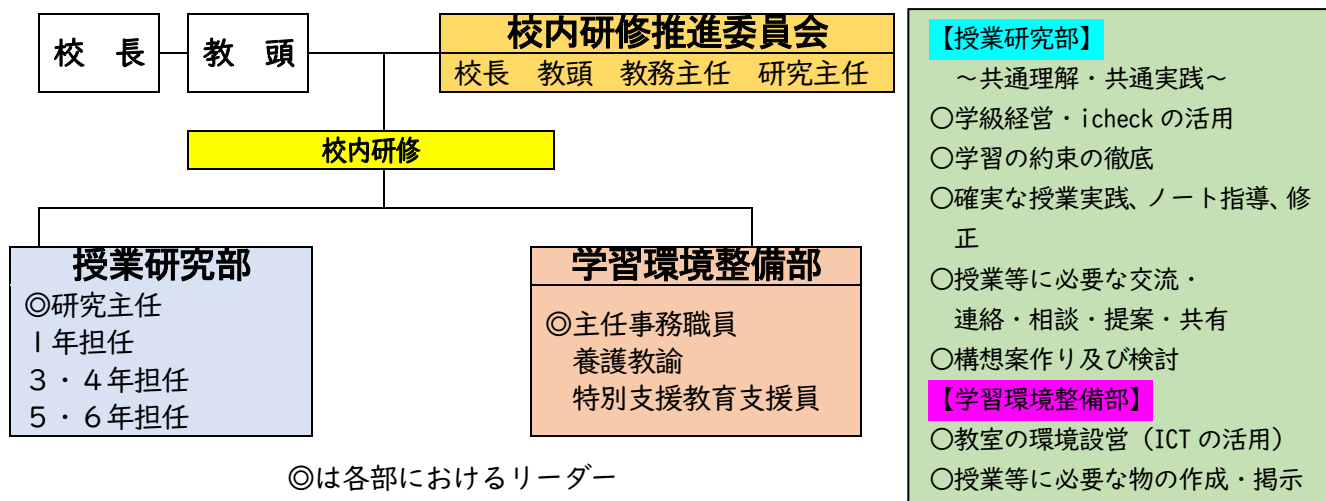 校　長
教　頭
校内研修推進委員会
校長　教頭　教務主任　研究主任
校内研修
授業研究部
◎研究主任
１年担任
３・４年担任
５・６年担任
学習環境整備部
◎主任事務職員
養護教諭
特別支援教育支援員
◎は各部におけるリーダー
【授業研究部】
～共通理解・共通実践～
○学級経営・icheckの活用
○学習の約束の徹底
○確実な授業実践、ノート指導、修
正
○授業等に必要な交流・
連絡・相談・提案・共有
○構想案作り及び検討
【学習環境整備部】
○教室の環境設営（ICTの活用）
○授業等に必要な物の作成・掲示